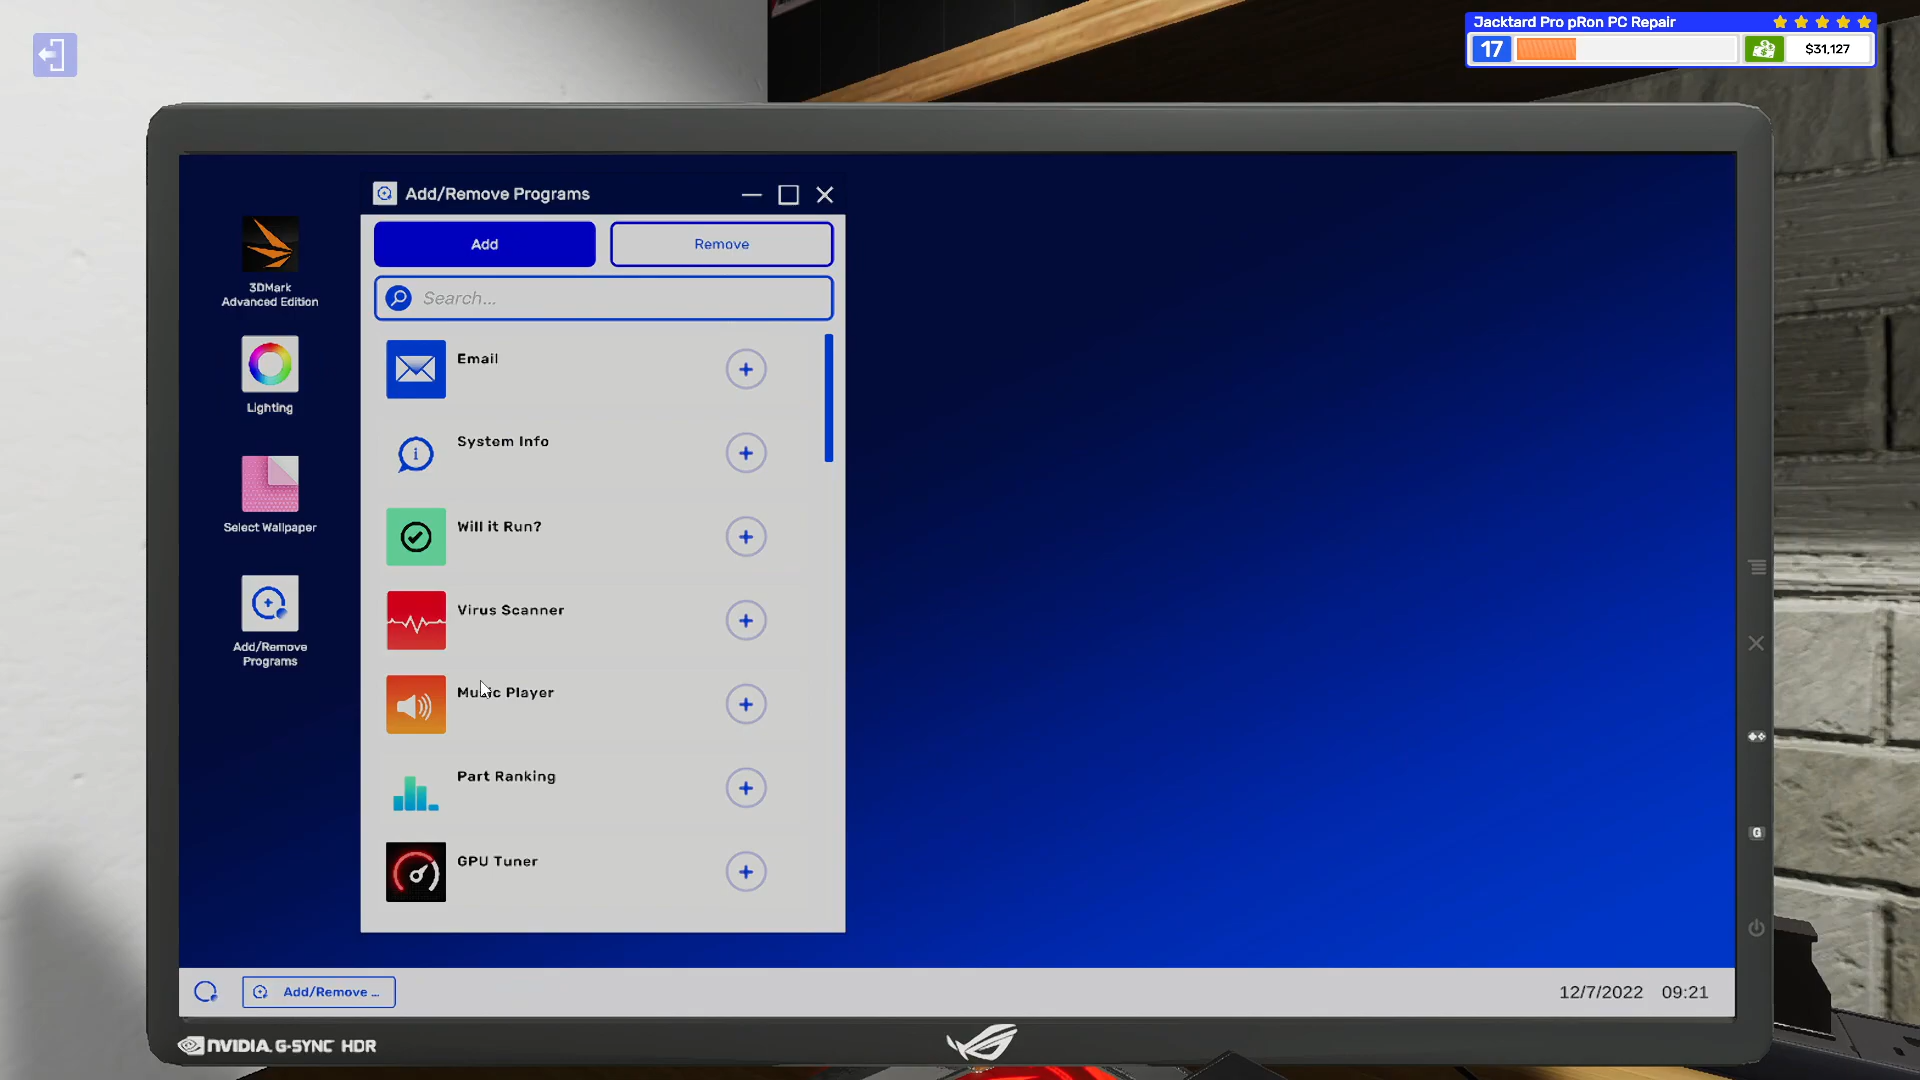 Jacktard Pro pRon PC Repair
17
$31,127
Add/Remove Programs
Add
Remove
Search...
3DMark
Advanced Edition
Lighting
Select Wallpaper
Add/Remove
Programs
Email
System Info
Will it Run?
Virus Scanner
Music Player
Part Ranking
GPU Tuner
Add/Remove ...
12/7/2022 09:21
NVIDIA. G-SYNC HDR
G